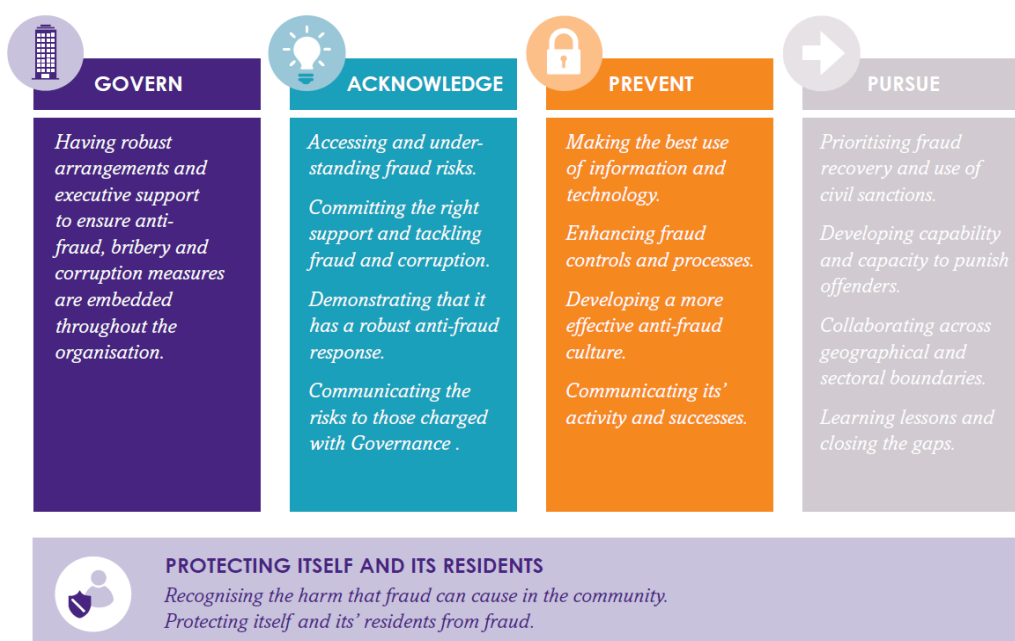 GOVERN
Having robust
arrangements and
executive support
to ensure anti-
fraud, bribery and
corruption measures
are embedded
throughout the
organisation.
ACKNOWLEDGE
Accessing and under-
standing fraud risks.
Committing the right
support and tackling
fraud and corruption.
Demonstrating that it
has a robust anti-fraud
response.
Communicating the
risks to those charged
with Governance .
PREVENT
Making the best use
of information and
technology.
Enhancing fraud
controls and processes.
Developing a more
effective anti-fraud
culture.
Communicating its’
activity and successes.
PURSUE
Prioritising fraud
recovery and use of
civil sanctions.
Developing capability
and capacity to punish
offenders.
Collaborating across
geographical and
sectoral boundaries.
Learning lessons and
closing the gaps.
PROTECTING ITSELF AND ITS RESIDENTS
Recognising the harm that fraud can cause in the community.
Protecting itself and its’ residents from fraud.